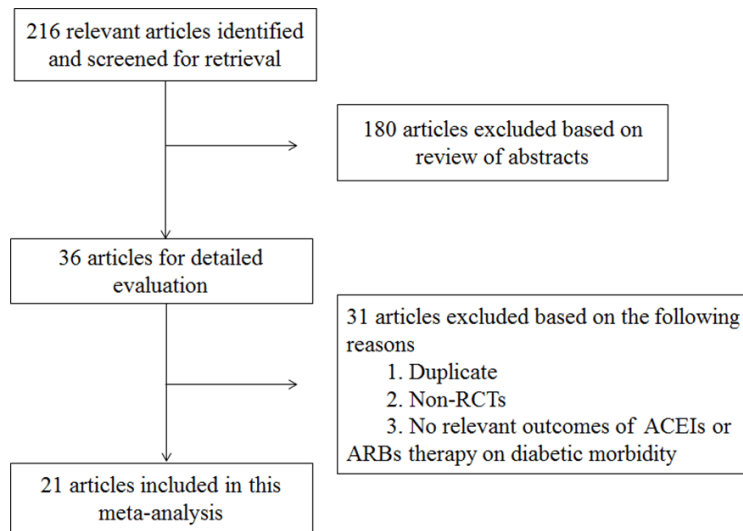 216 relevant articles identified
and screened for retrieval
180 articles excluded based on
review of abstracts
36 articles for detailed
evaluation
31 articles excluded based on the following
reasons
1. Duplicate
2. Non-RCTs
3. No relevant outcomes of ACEIs or
ARBs therapy on diabetic morbidity
21 articles included in this
meta-analysis